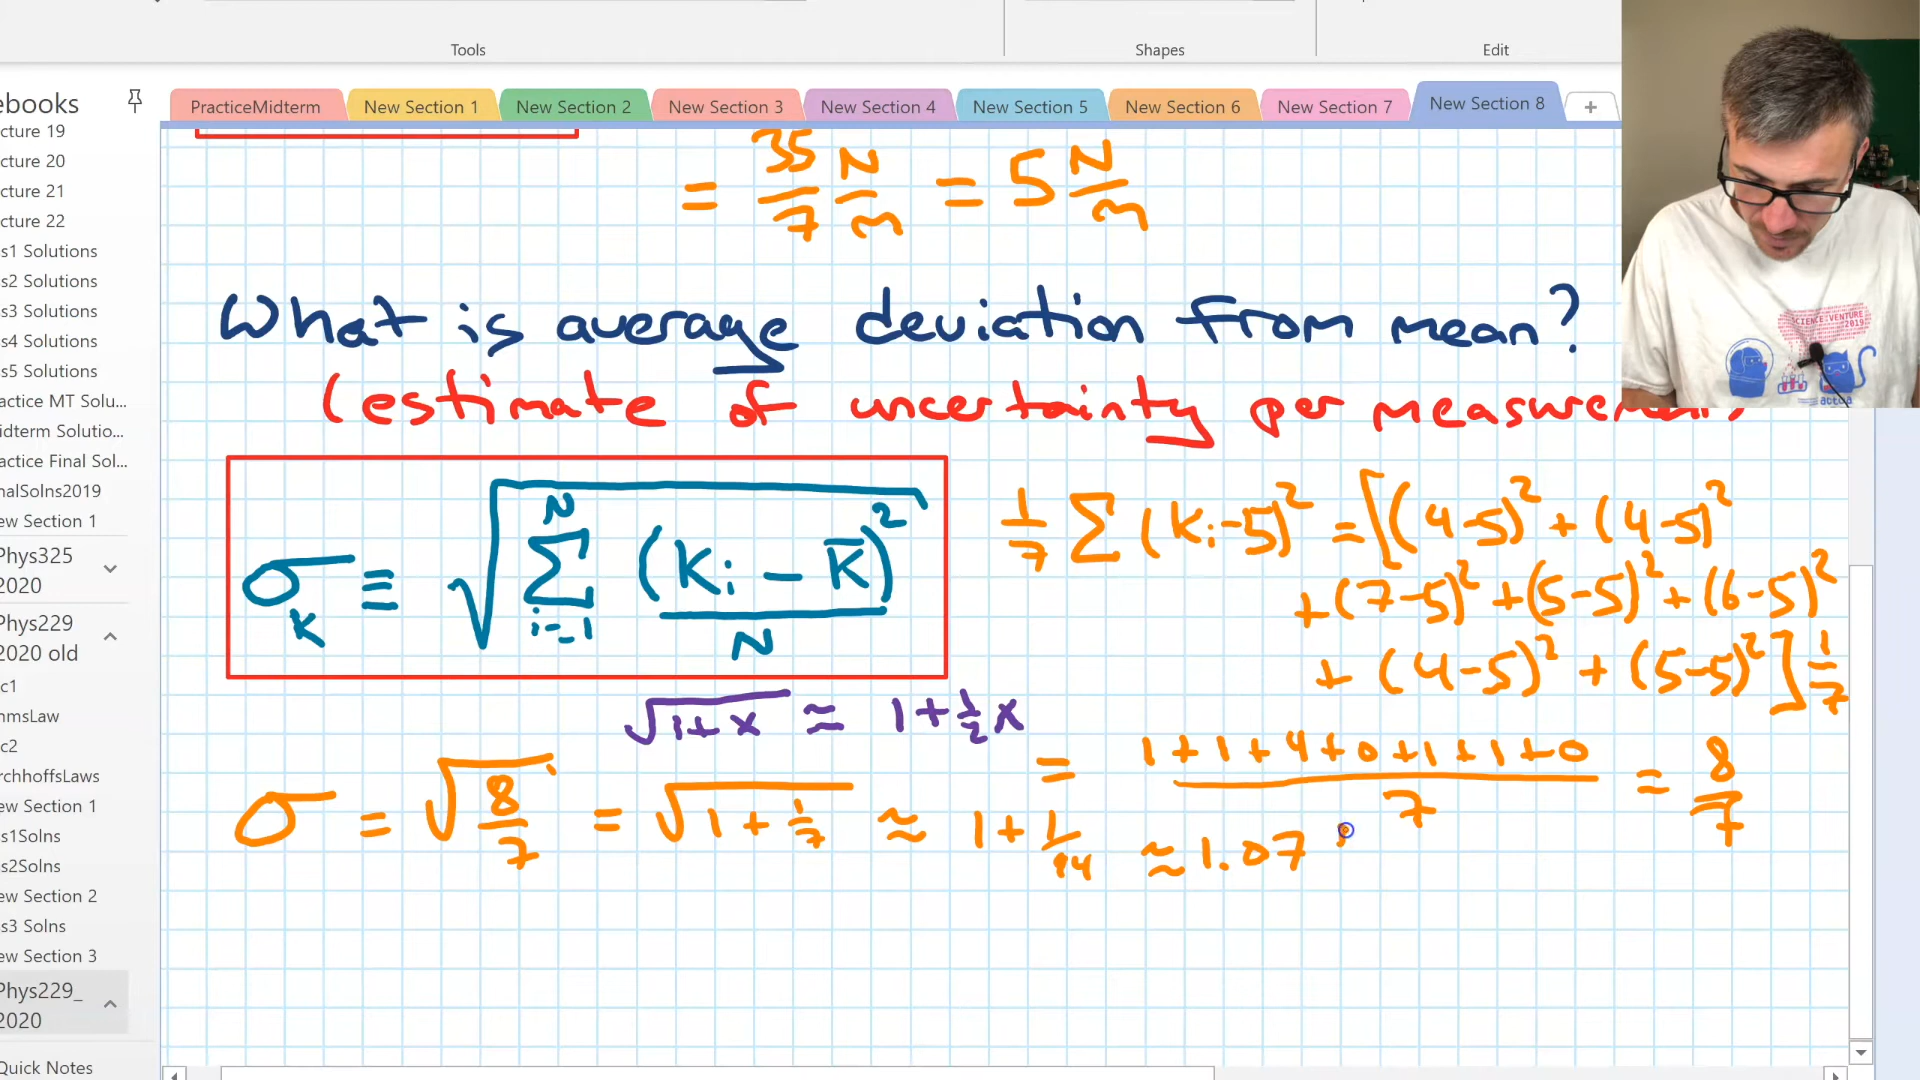 Tools
Shapes
Edit
ebooks
PracticeMidterm
New Section 1
New Section 2
New Section 3
New Section 4
New Section 5
New Section 6
New Section 7
New Section 8
+
cture 19
cture 20
cture 21
cture 22
s1 Solutions
s2 Solutions
s3 Solutions
s4 Solutions
s5 Solutions
actice MT Solu...
idterm Solutio...
actice Final Sol...
nalSolns2019
ew Section 1
Phys325
2020
Phys229
2020 old
c1
hmsLaw
c2
rchhoffsLaws
ew Section 1
s1Solns
s2Solns
ew Section 2
s3 Solns
ew Section 3
Phys229_
2020
Quick Notes
= 35/7 N/m = 5 N/m
What is average deviation from mean?
(estimate of uncertainty per measurement)
σ_K ≡ √ Σ_{i=1}^{N} (K_i − K̄)²/N
1/7 Σ (K_i-5)² = [(4-5)² + (4-5)²
+ (7-5)² + (5-5)² + (6-5)²
+ (4-5)² + (5-5)²] 1/7
√1+x ≈ 1+½x
= 1+1+4+0+1+1+0/7 = 8/7
σ = √8/7 = √1+1/7 ≈ 1+1/14 ≈ 1.07
SCIENCE:VENTURE
2019